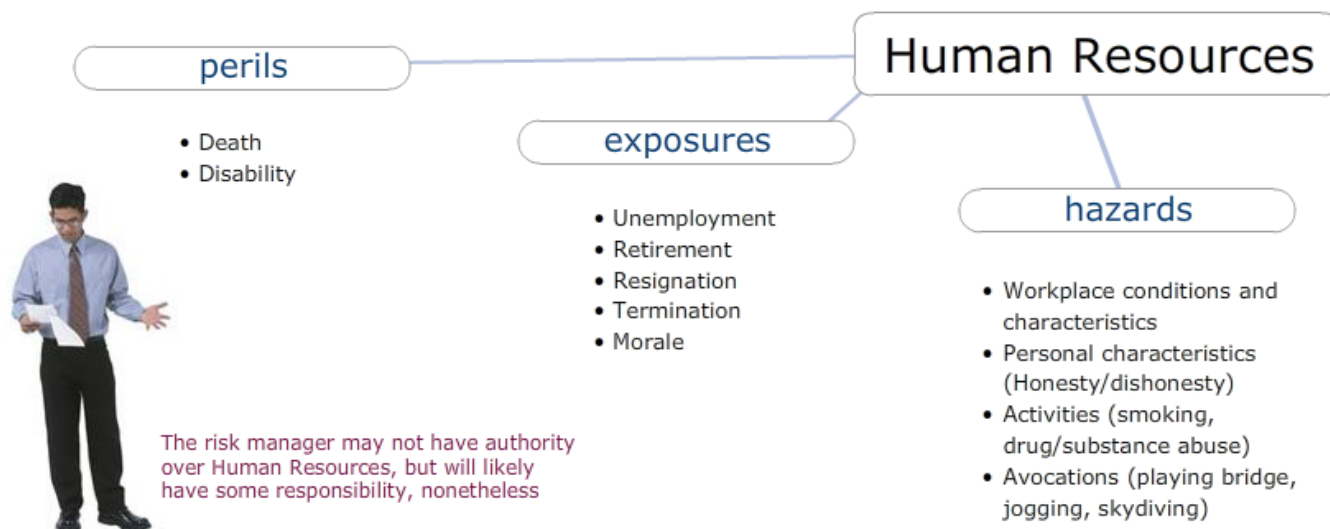 Human Resources
perils
• Death
• Disability
exposures
• Unemployment
• Retirement
• Resignation
• Termination
• Morale
hazards
• Workplace conditions and
characteristics
• Personal characteristics
(Honesty/dishonesty)
• Activities (smoking,
drug/substance abuse)
• Avocations (playing bridge,
jogging, skydiving)
The risk manager may not have authority
over Human Resources, but will likely
have some responsibility, nonetheless